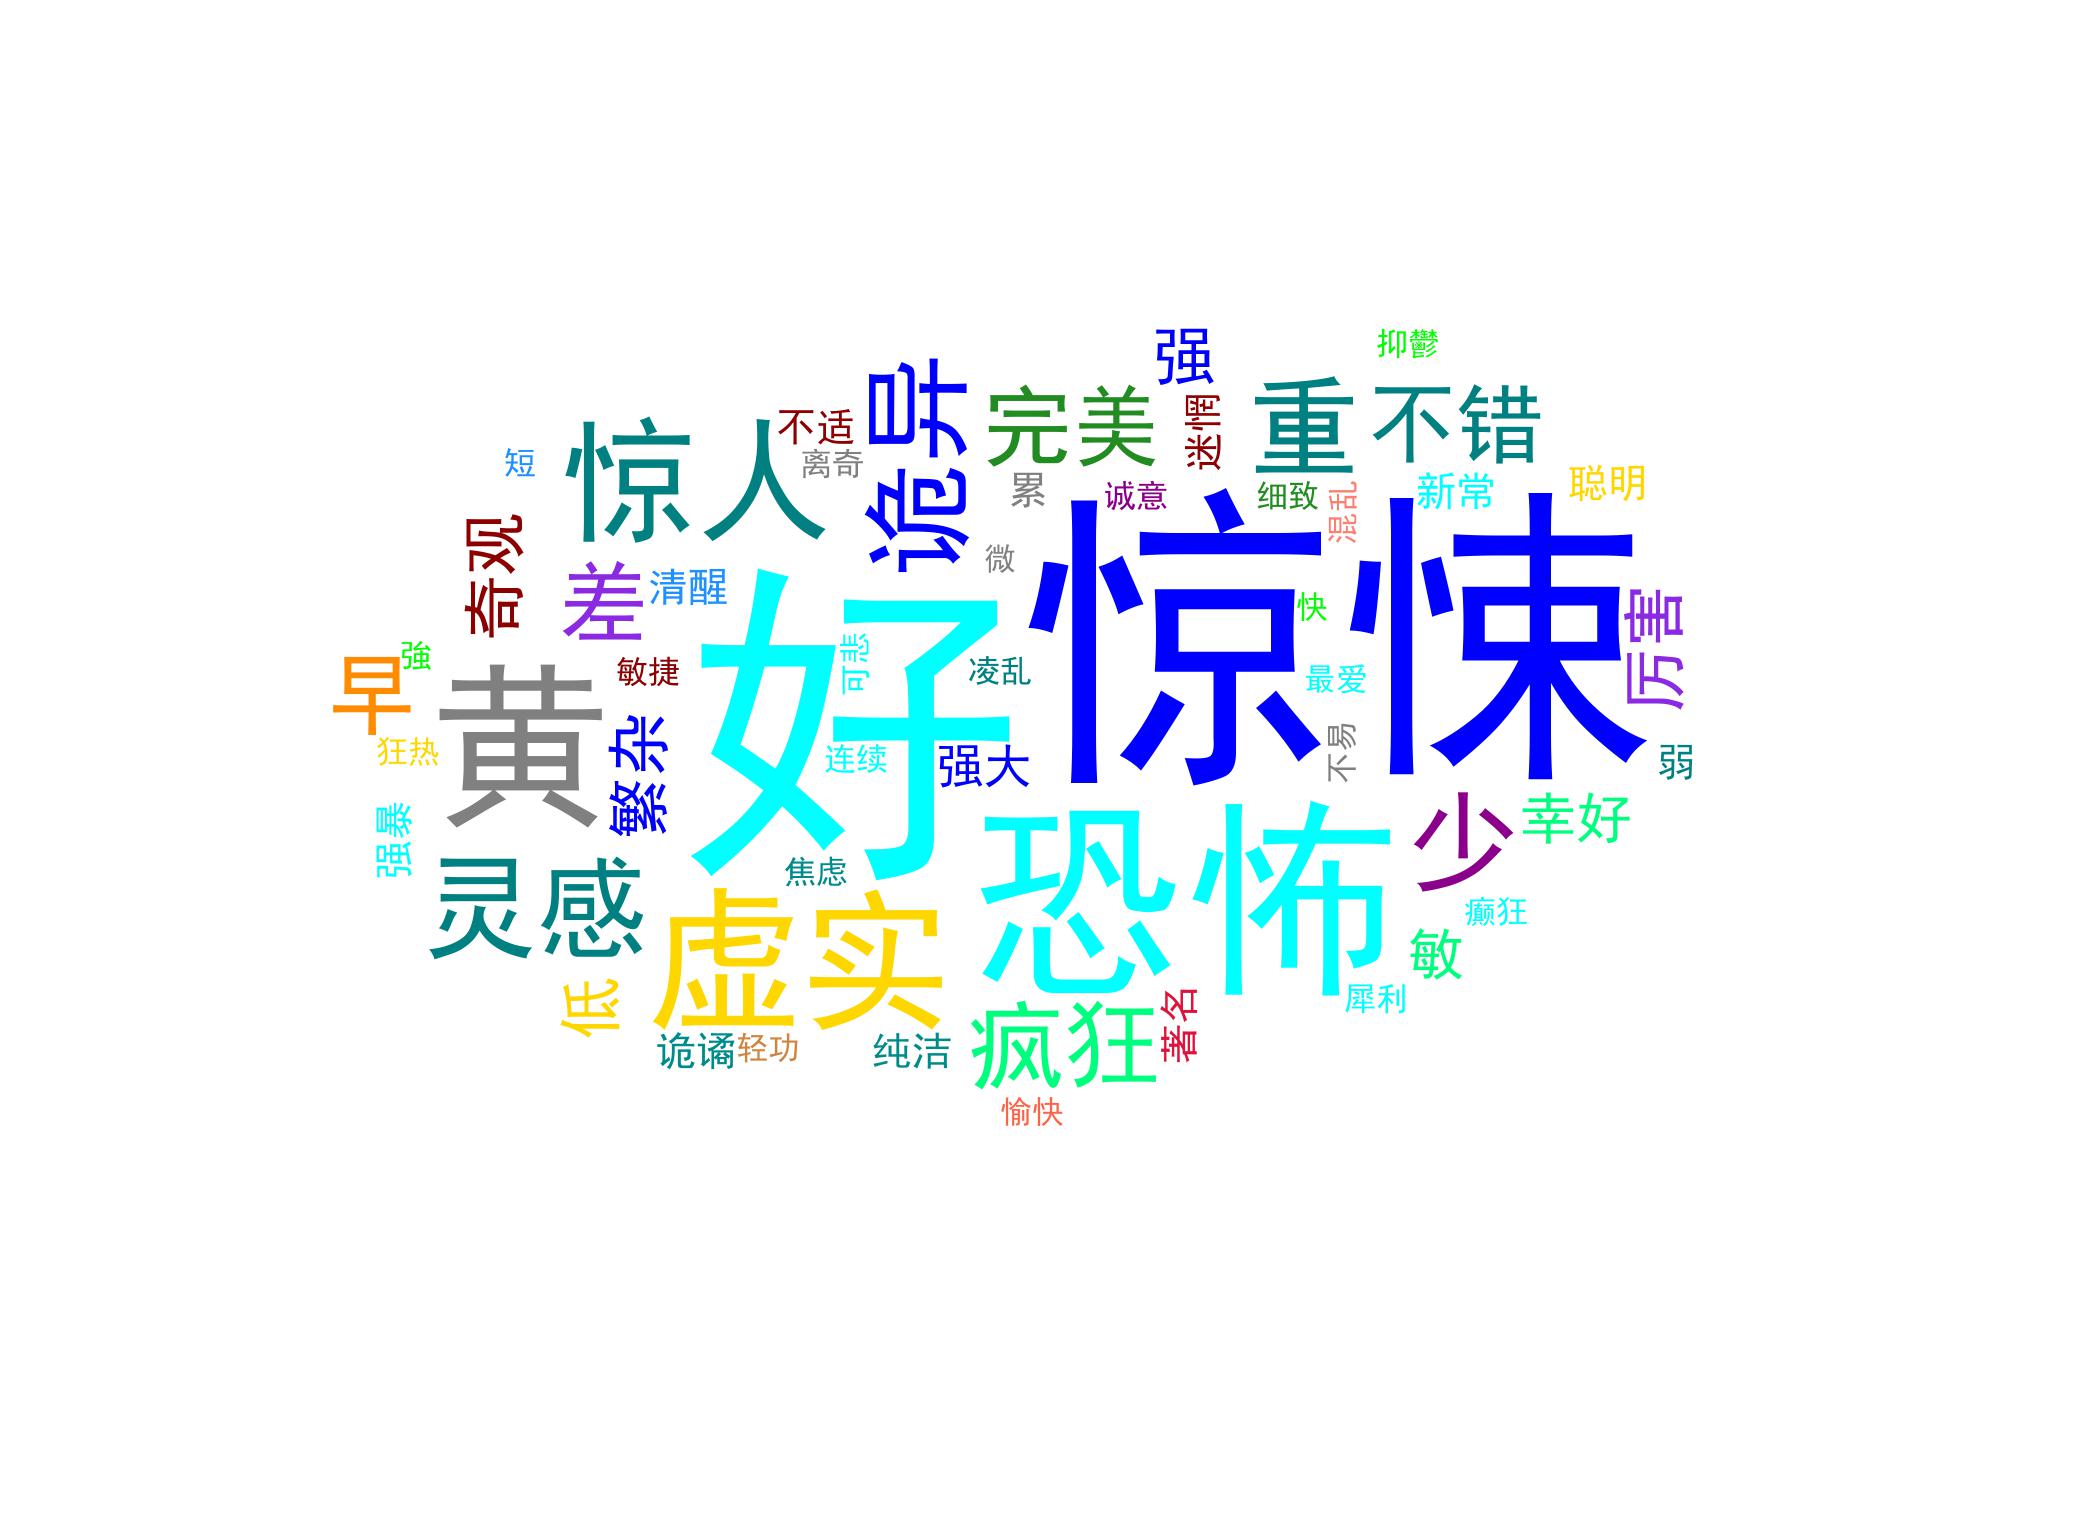 强
抑鬱
诡异
完美
迷惘
重
不错
惊人
不适
离奇
短
累
诚意
细致
混乱
新常
聪明
奇观
差
清醒
微
惊悚
快
厉害
早
強
黄
敏捷
好
可悲
凌乱
最爱
狂热
繁杂
连续
强大
不易
弱
强暴
灵感
焦虑
恐怖
少
幸好
虚实
癫狂
敏
低
犀利
诡谲
轻功
纯洁
疯狂
著名
愉快